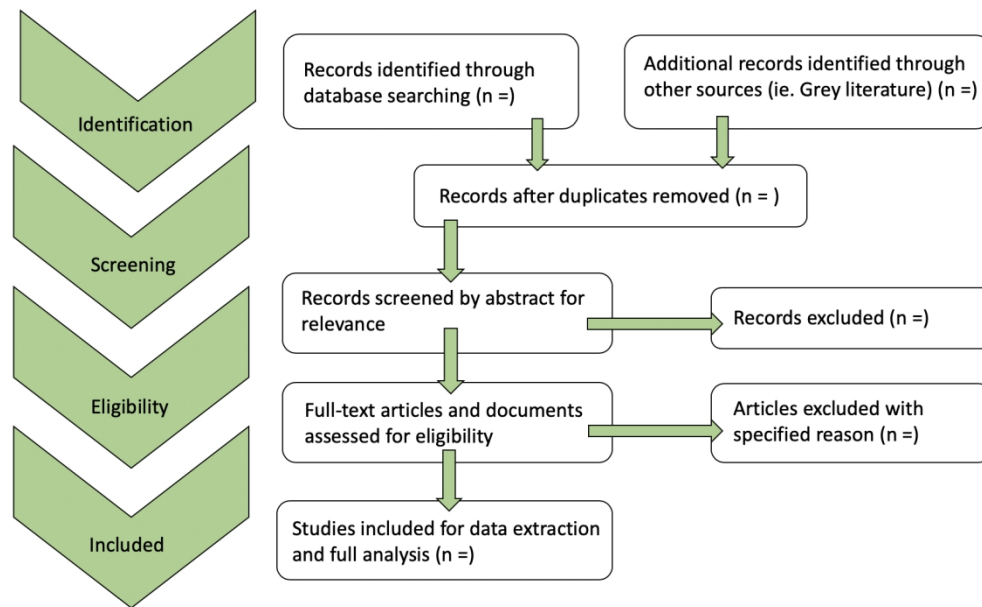 Identification
Screening
Eligibility
Included
Records identified through
database searching (n =)
Additional records identified through
other sources (ie. Grey literature) (n =)
Records after duplicates removed (n = )
Records screened by abstract for
relevance
Records excluded (n =)
Full-text articles and documents
assessed for eligibility
Articles excluded with
specified reason (n =)
Studies included for data extraction
and full analysis (n =)